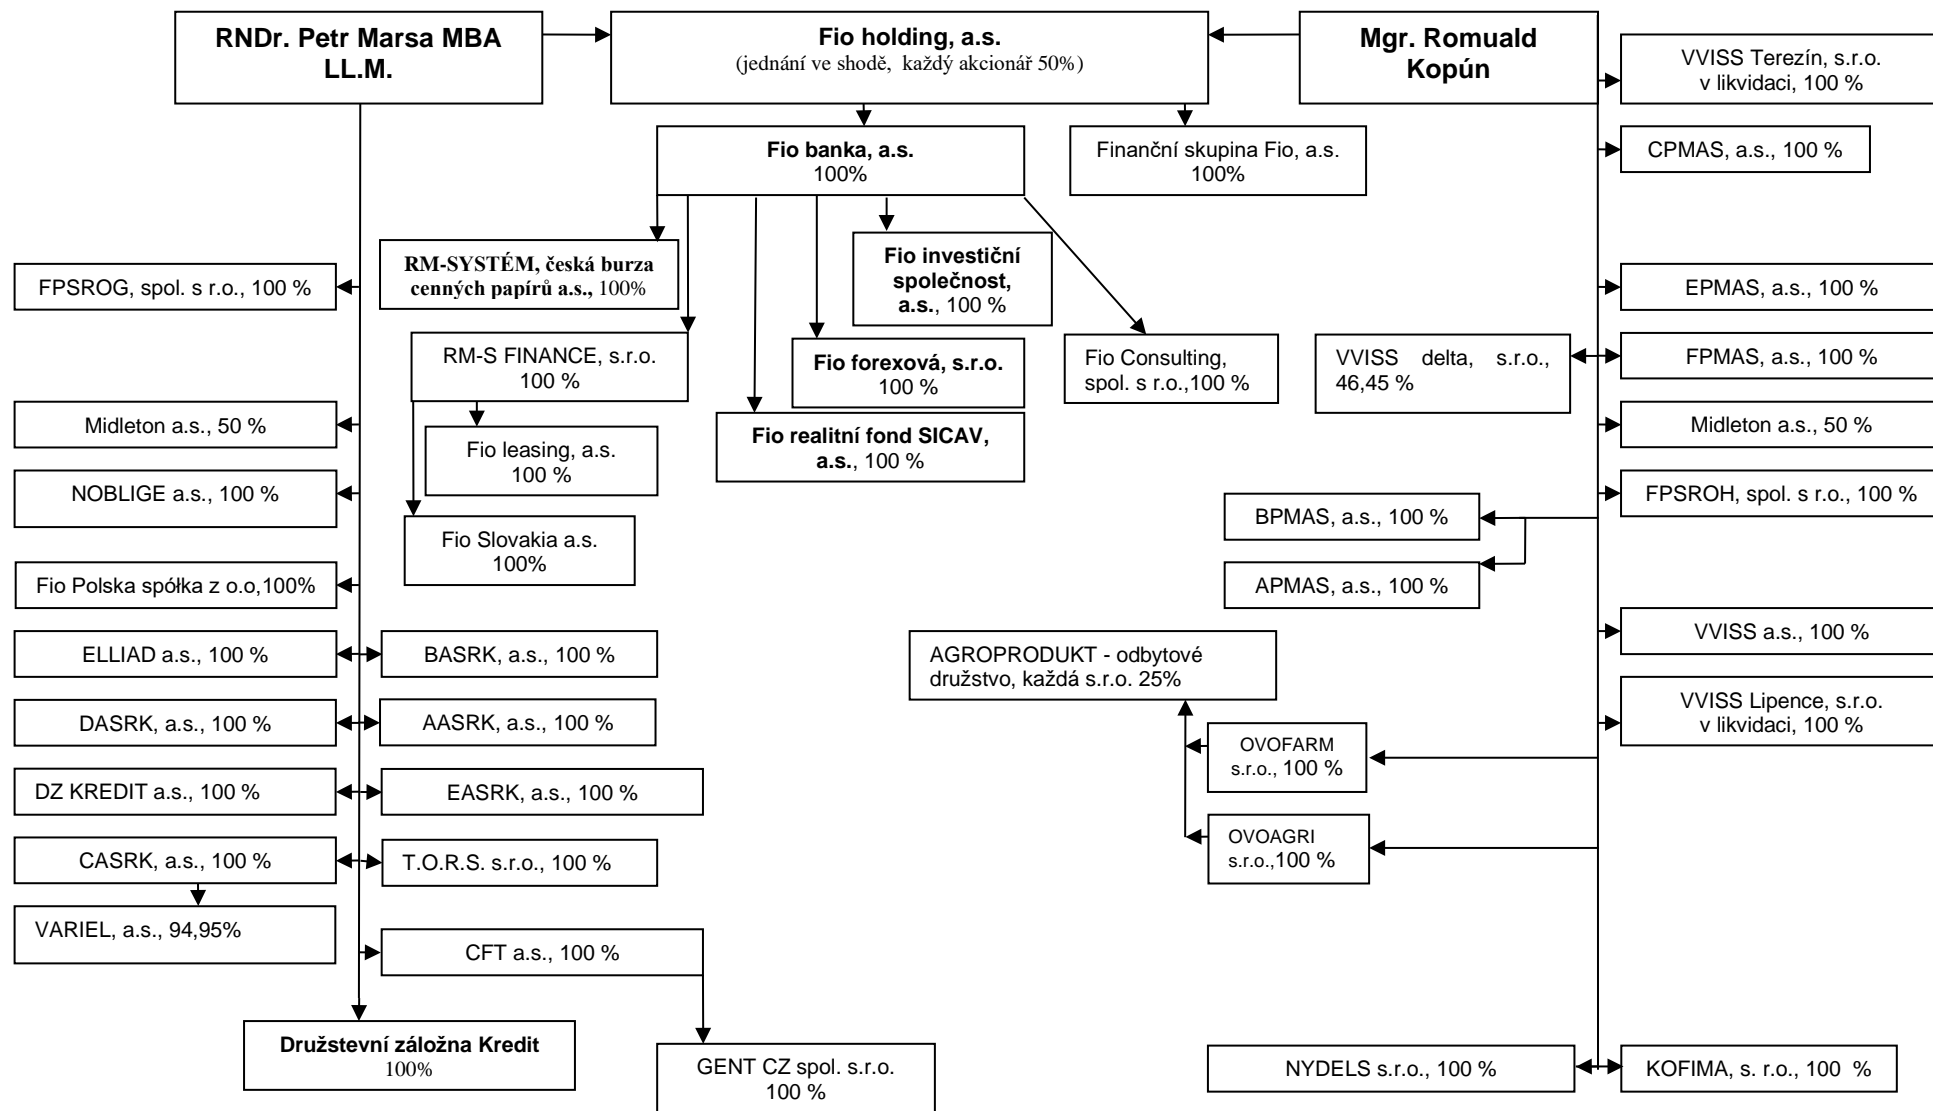 RNDr. Petr Marsa MBA
LL.M.
Fio holding, a.s.
(jednání ve shodě, každý akcionář 50%)
Mgr. Romuald
Kopún
VVISS Terezín, s.r.o.
v likvidaci, 100 %
Fio banka, a.s.
100%
Finanční skupina Fio, a.s.
100%
CPMAS, a.s., 100 %
RM-SYSTÉM, česká burza
cenných papírů a.s., 100%
Fio investiční
společnost,
a.s., 100 %
FPSROG, spol. s r.o., 100 %
EPMAS, a.s., 100 %
RM-S FINANCE, s.r.o.
100 %
Fio forexová, s.r.o.
100 %
Fio Consulting,
spol. s r.o.,100 %
VVISS delta, s.r.o.,
46,45 %
FPMAS, a.s., 100 %
Midleton a.s., 50 %
Fio leasing, a.s.
100 %
Fio realitní fond SICAV,
a.s., 100 %
Midleton a.s., 50 %
NOBLIGE a.s., 100 %
FPSROH, spol. s r.o., 100 %
Fio Slovakia a.s.
100%
BPMAS, a.s., 100 %
Fio Polska spółka z o.o,100%
APMAS, a.s., 100 %
ELLIAD a.s., 100 %
BASRK, a.s., 100 %
AGROPRODUKT - odbytové
družstvo, každá s.r.o. 25%
VVISS a.s., 100 %
DASRK, a.s., 100 %
AASRK, a.s., 100 %
VVISS Lipence, s.r.o.
v likvidaci, 100 %
OVOFARM
s.r.o., 100 %
DZ KREDIT a.s., 100 %
EASRK, a.s., 100 %
OVOAGRI
s.r.o.,100 %
CASRK, a.s., 100 %
T.O.R.S. s.r.o., 100 %
VARIEL, a.s., 94,95%
CFT a.s., 100 %
Družstevní záložna Kredit
100%
GENT CZ spol. s.r.o.
100 %
NYDELS s.r.o., 100 %
KOFIMA, s. r.o., 100 %